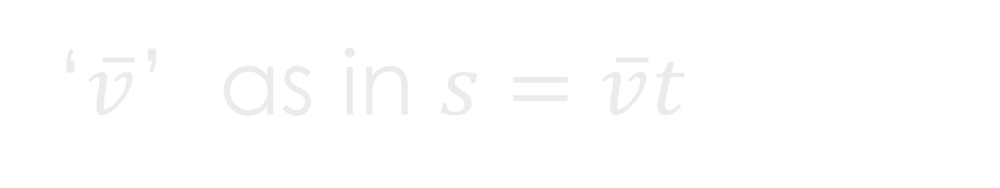 ‘v̄’ as in s = v̄t